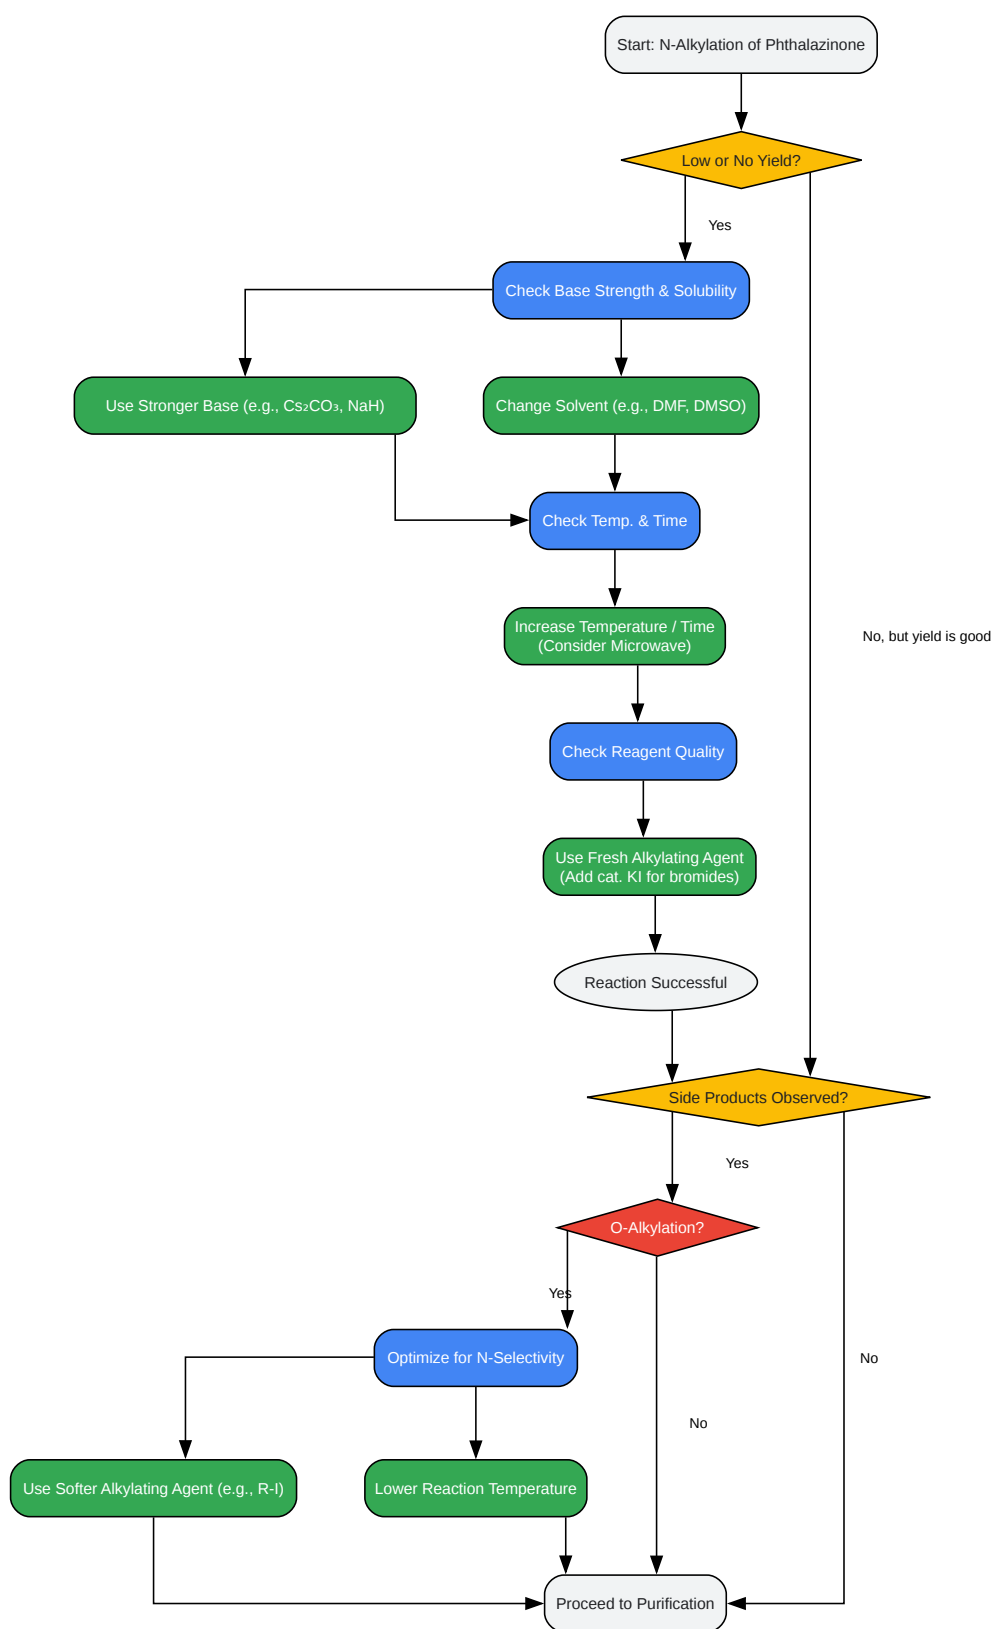 Start: N-Alkylation of Phthalazinone
Low or No Yield?
Yes
Check Base Strength & Solubility
Use Stronger Base (e.g., Cs₂CO₃, NaH)
Change Solvent (e.g., DMF, DMSO)
Check Temp. & Time
Increase Temperature / Time
(Consider Microwave)
No, but yield is good
Check Reagent Quality
Use Fresh Alkylating Agent
(Add cat. KI for bromides)
Reaction Successful
Side Products Observed?
Yes
O-Alkylation?
Yes
Optimize for N-Selectivity
No
No
Use Softer Alkylating Agent (e.g., R-I)
Lower Reaction Temperature
Proceed to Purification